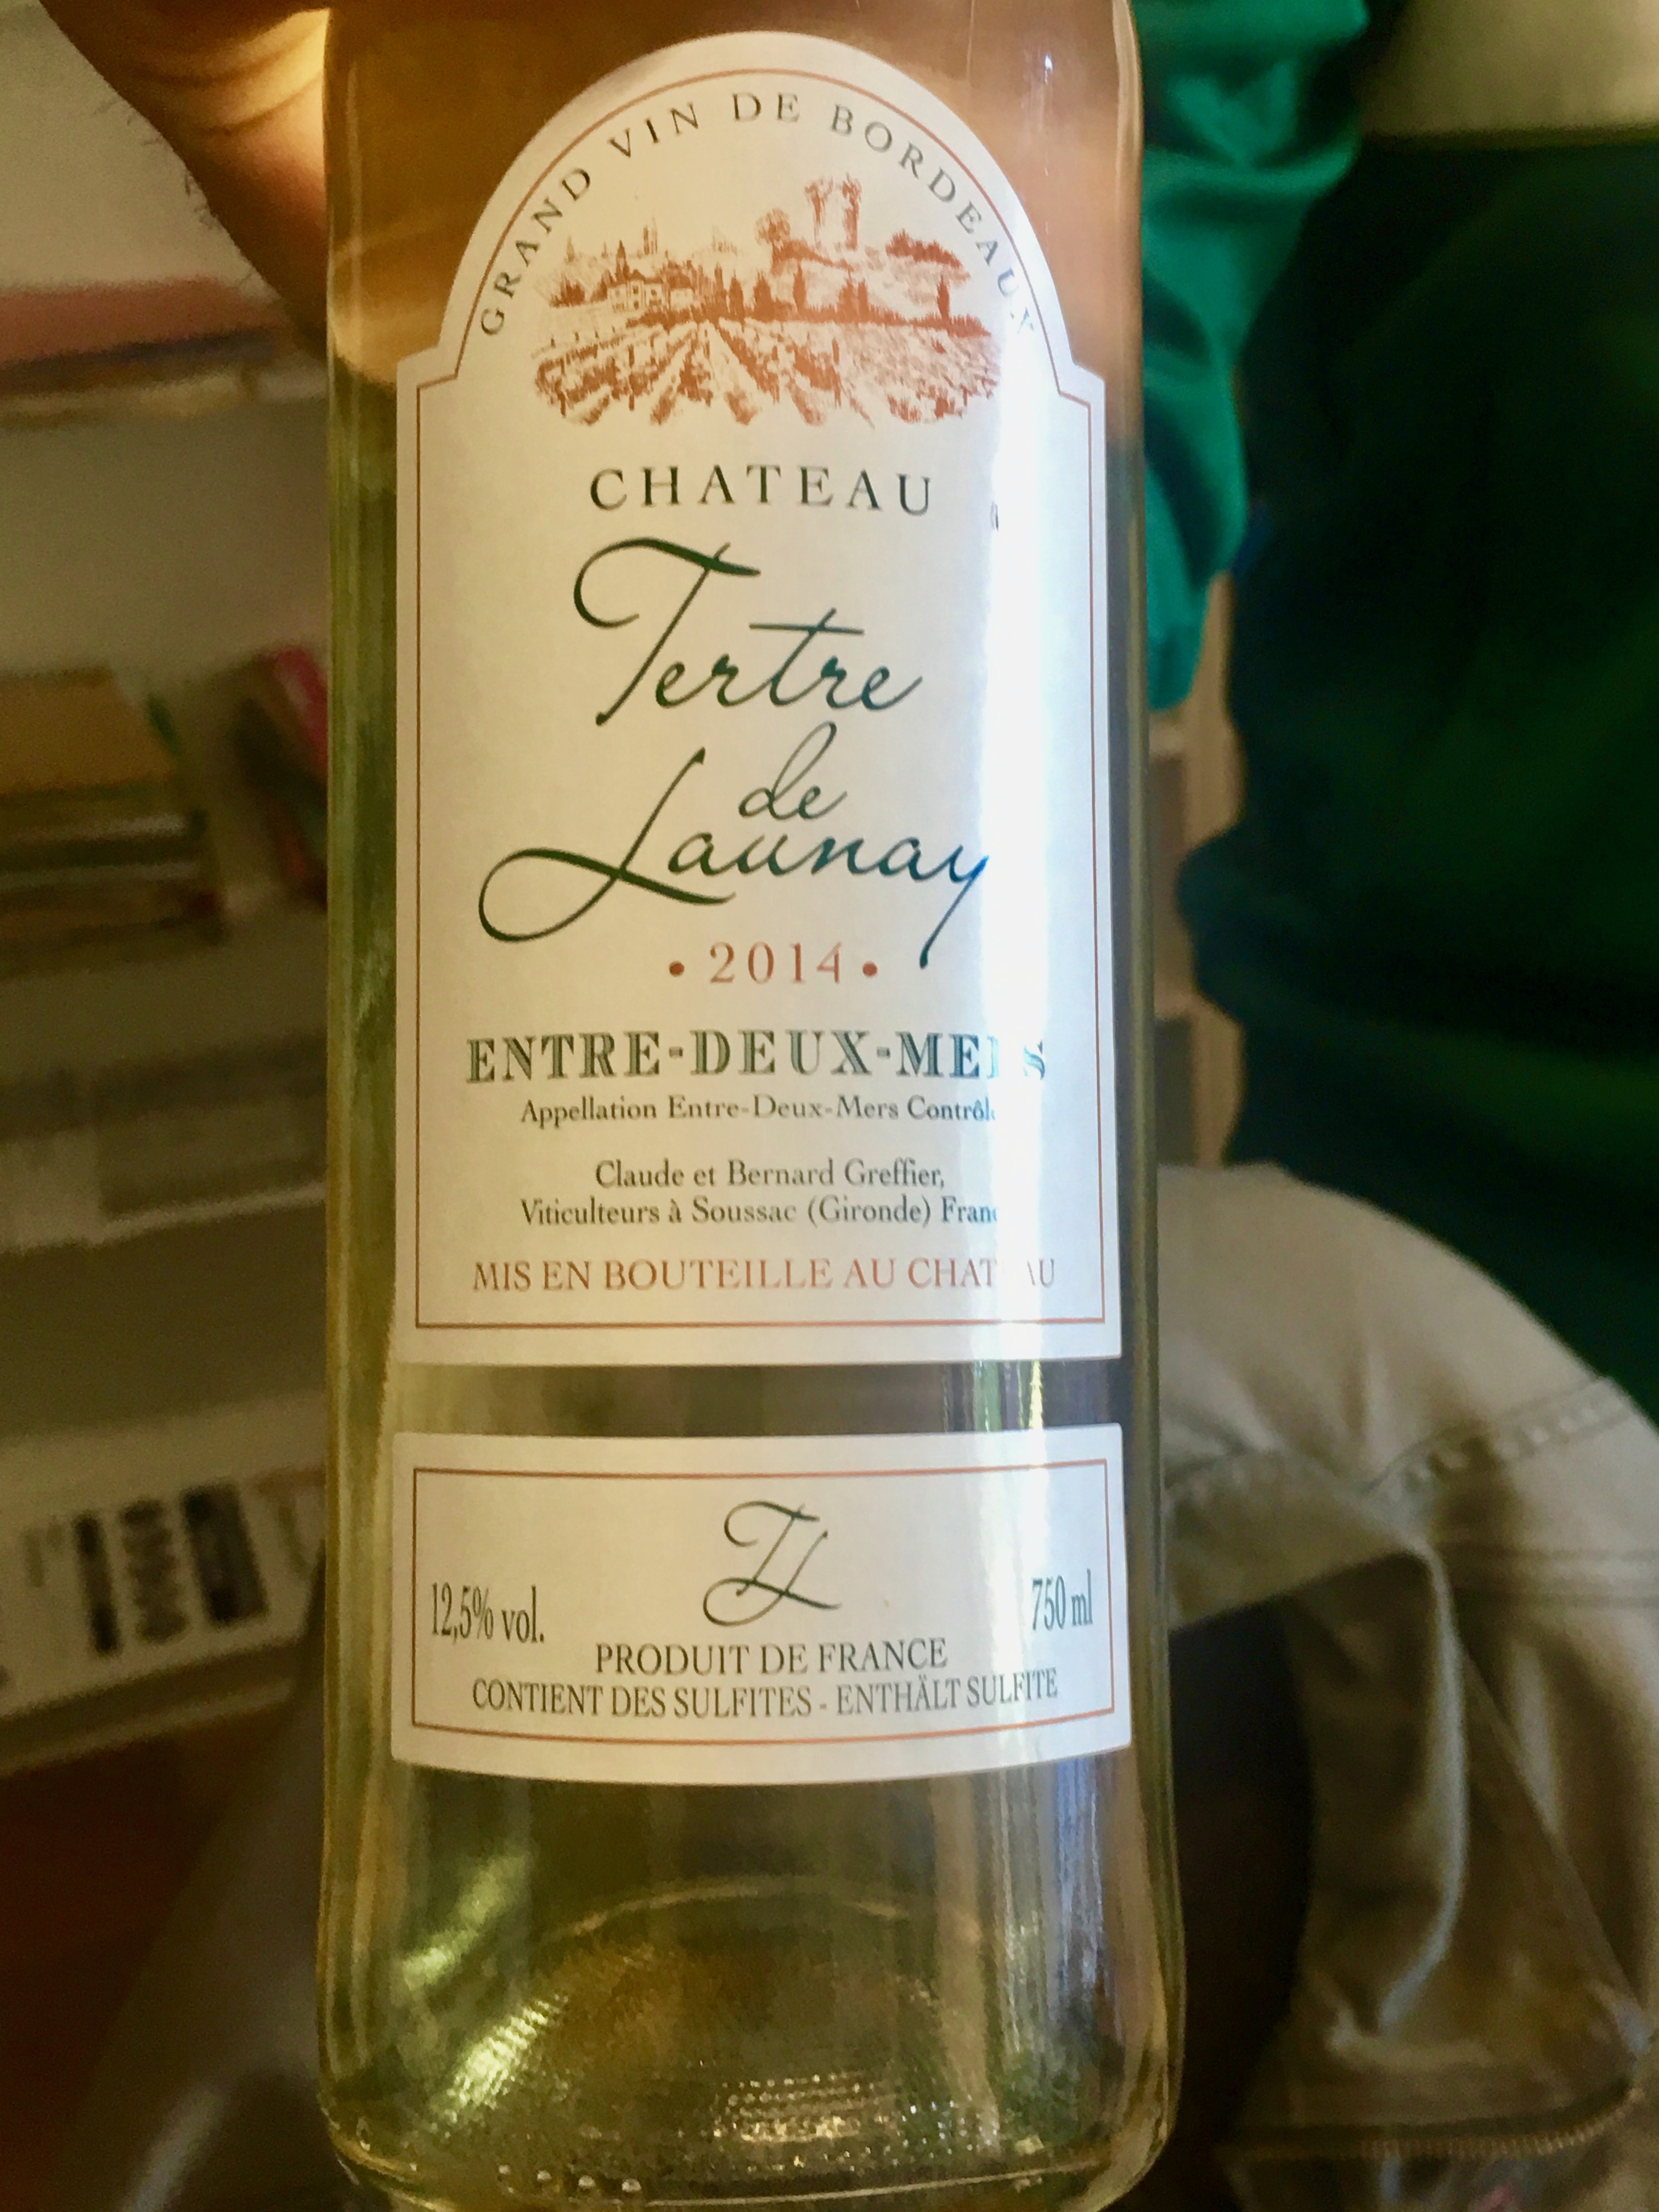 GRAND VIN DE BORDEAUX
CHATEAU
Tertre
de
Launay
• 2014 •
ENTRE-DEUX-MERS
Appellation Entre-Deux-Mers Contrôl
Claude et Bernard Greffier,
Viticulteurs à Soussac (Gironde) Fran
MIS EN BOUTEILLE AU CHATEAU
TL
12,5% vol.
750 ml
PRODUIT DE FRANCE
CONTIENT DES SULFITES - ENTHÄLT SULFITE